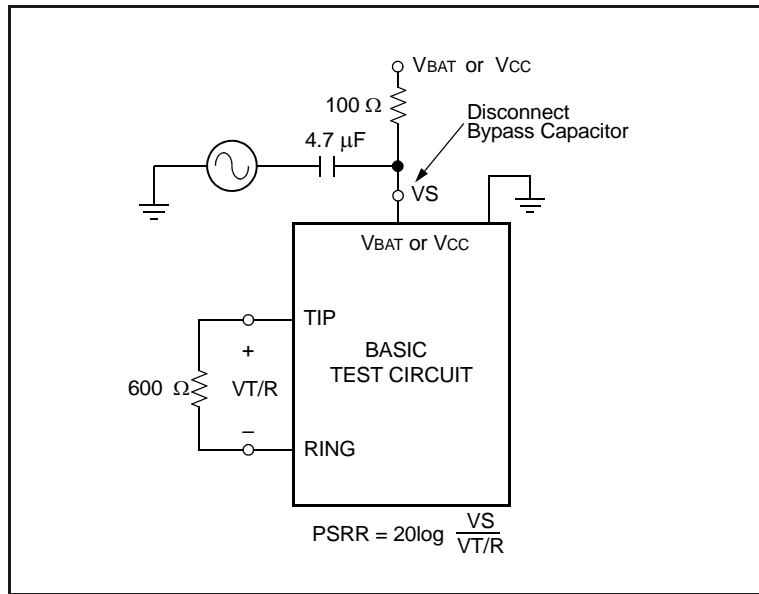 VBAT or VCC
100 Ω
Disconnect
Bypass Capacitor
4.7 μF
VS
VBAT or VCC
TIP
+
BASIC
TEST CIRCUIT
600 Ω
VT/R
–
RING
PSRR = 20log VS
VT/R